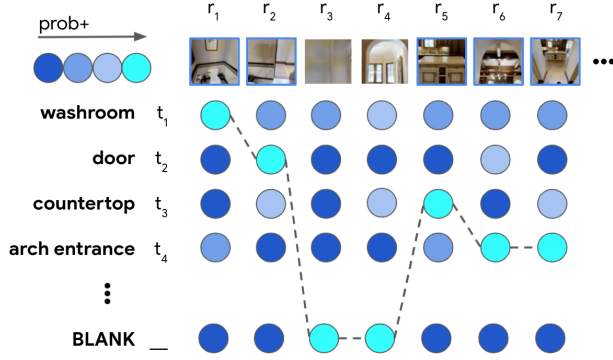 prob+
r1 r2 r3 r4 r5 r6 r7
...
washroom t1
door t2
countertop t3
arch entrance t4
BLANK __